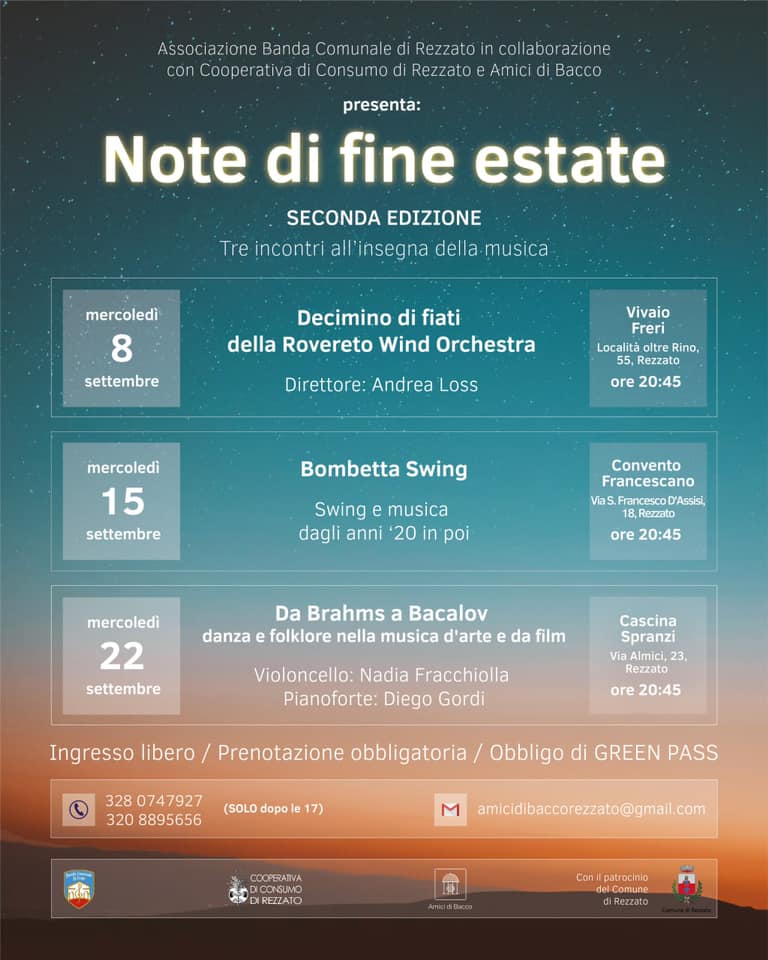 Associazione Banda Comunale di Rezzato in collaborazione
con Cooperativa di Consumo di Rezzato e Amici di Bacco
presenta:
Note di fine estate
SECONDA EDIZIONE
Tre incontri all'insegna della musica
mercoledì
8
settembre
Decimino di fiati
della Rovereto Wind Orchestra
Direttore: Andrea Loss
Vivaio
Freri
Località oltre Rino,
55, Rezzato
ore 20:45
mercoledì
15
settembre
Bombetta Swing
Swing e musica
dagli anni '20 in poi
Convento
Francescano
Via S. Francesco D'Assisi,
18, Rezzato
ore 20:45
mercoledì
22
settembre
Da Brahms a Bacalov
danza e folklore nella musica d'arte e da film
Violoncello: Nadia Fracchiolla
Pianoforte: Diego Gordi
Cascina
Spranzi
Via Almici, 23,
Rezzato
ore 20:45
Ingresso libero / Prenotazione obbligatoria / Obbligo di GREEN PASS
328 0747927
320 8895656
(SOLO dopo le 17)
amicidibaccorezzato@gmail.com
Banda Comunale
COOPERATIVA
DI CONSUMO
DI REZZATO
Amici di Bacco
Con il patrocinio
del Comune
di Rezzato
Comune di Rezzato